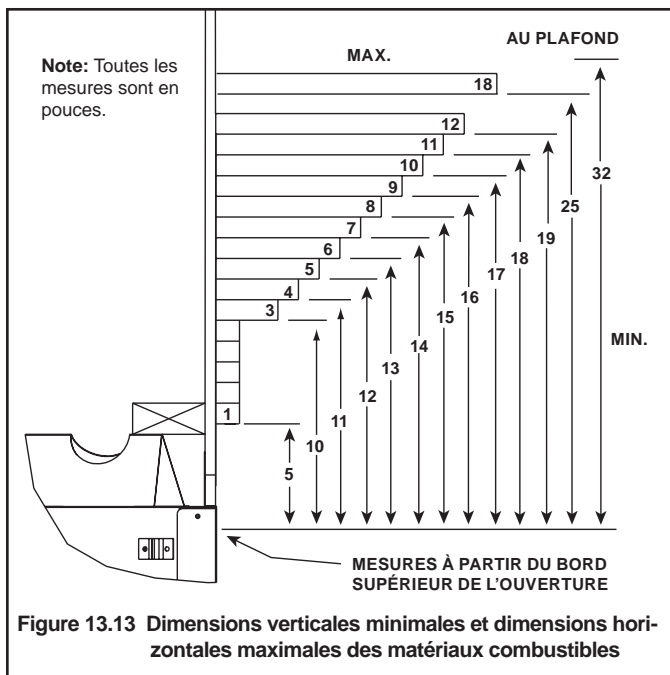 AU PLAFOND
MAX.
Note: Toutes les
mesures sont en
pouces.
18
12
11
10
9
8
7
6
5
4
3
1
5
10
11
12
13
14
15
16
17
18
19
25
32
MIN.
MESURES À PARTIR DU BORD
SUPÉRIEUR DE L’OUVERTURE
Figure 13.13 Dimensions verticales minimales et dimensions hori-
zontales maximales des matériaux combustibles